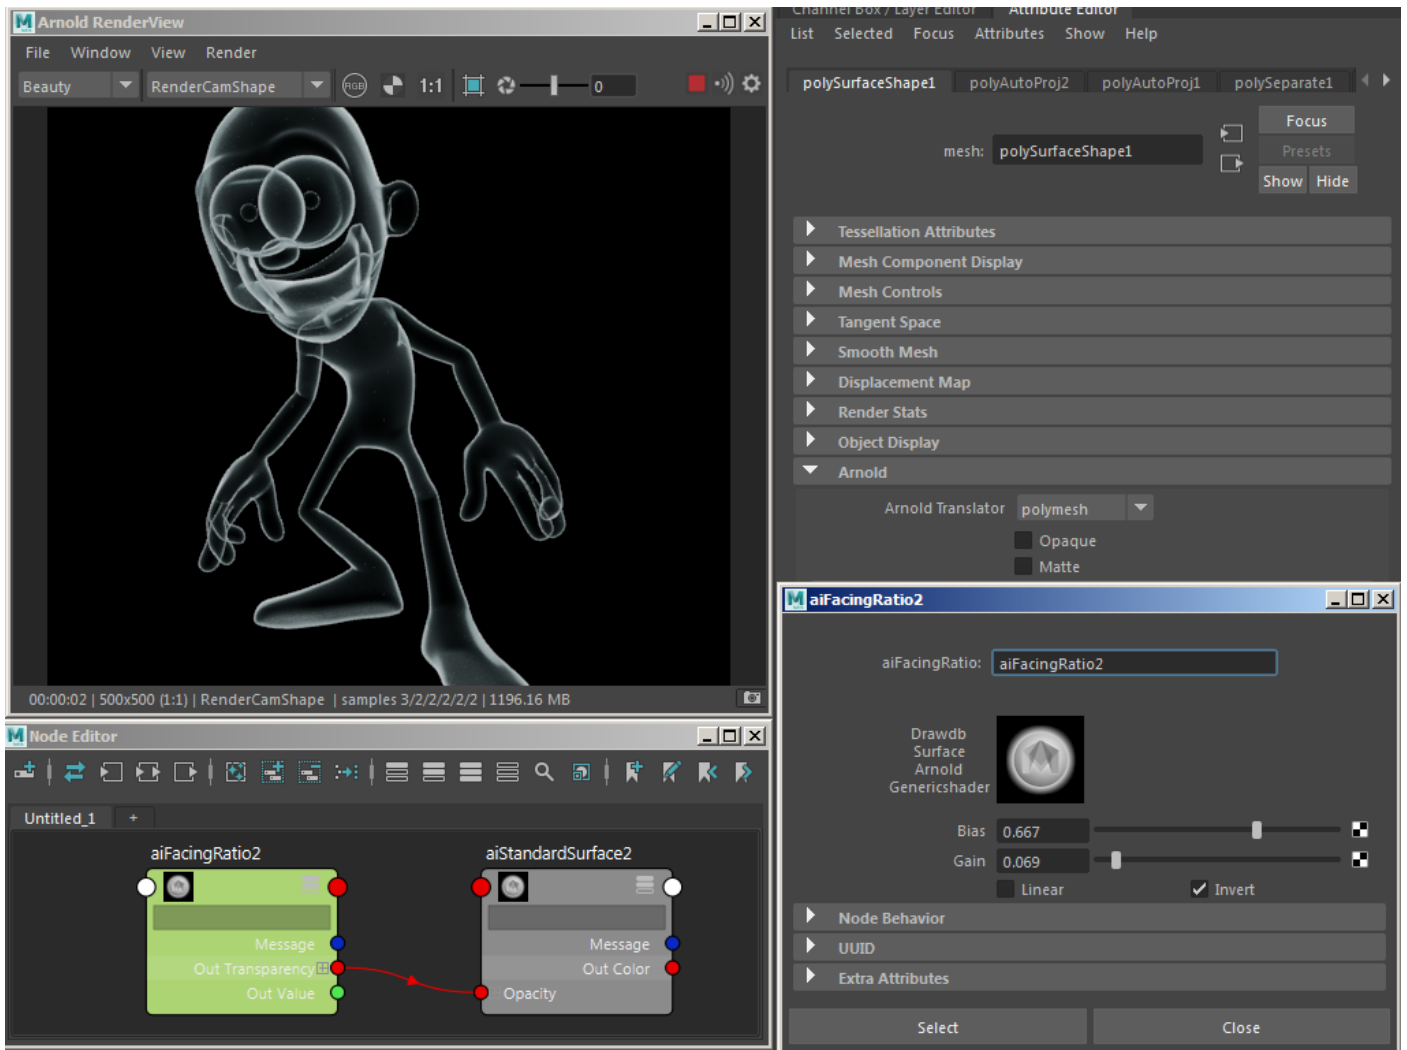 Arnold RenderView
File Window View Render
Beauty RenderCamShape RGB 1:1 0
00:00:02 | 500x500 (1:1) | RenderCamShape | samples 3/2/2/2/2/2 | 1196.16 MB
Node Editor
Untitled_1 +
aiFacingRatio2
Message
Out Transparency
Out Value
aiStandardSurface2
Message
Out Color
Opacity
Channel Box / Layer Editor Attribute Editor
List Selected Focus Attributes Show Help
polySurfaceShape1 polyAutoProj2 polyAutoProj1 polySeparate1
mesh: polySurfaceShape1
Focus
Presets
Show Hide
Tessellation Attributes
Mesh Component Display
Mesh Controls
Tangent Space
Smooth Mesh
Displacement Map
Render Stats
Object Display
Arnold
Arnold Translator polymesh
Opaque
Matte
aiFacingRatio2
aiFacingRatio: aiFacingRatio2
Drawdb
Surface
Arnold
Genericshader
Bias 0.667
Gain 0.069
Linear Invert
Node Behavior
UUID
Extra Attributes
Select Close